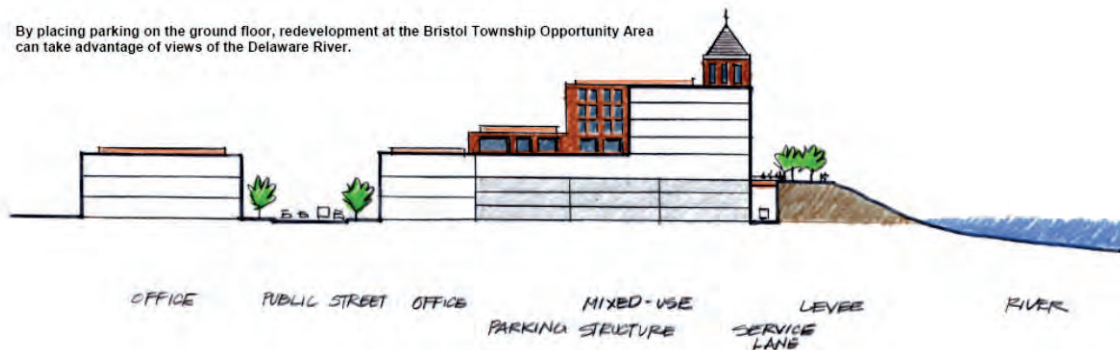 By placing parking on the ground floor, redevelopment at the Bristol Township Opportunity Area
can take advantage of views of the Delaware River.
OFFICE PUBLIC STREET OFFICE MIXED-USE LEVEE RIVER
PARKING STRUCTURE SERVICE
LANE